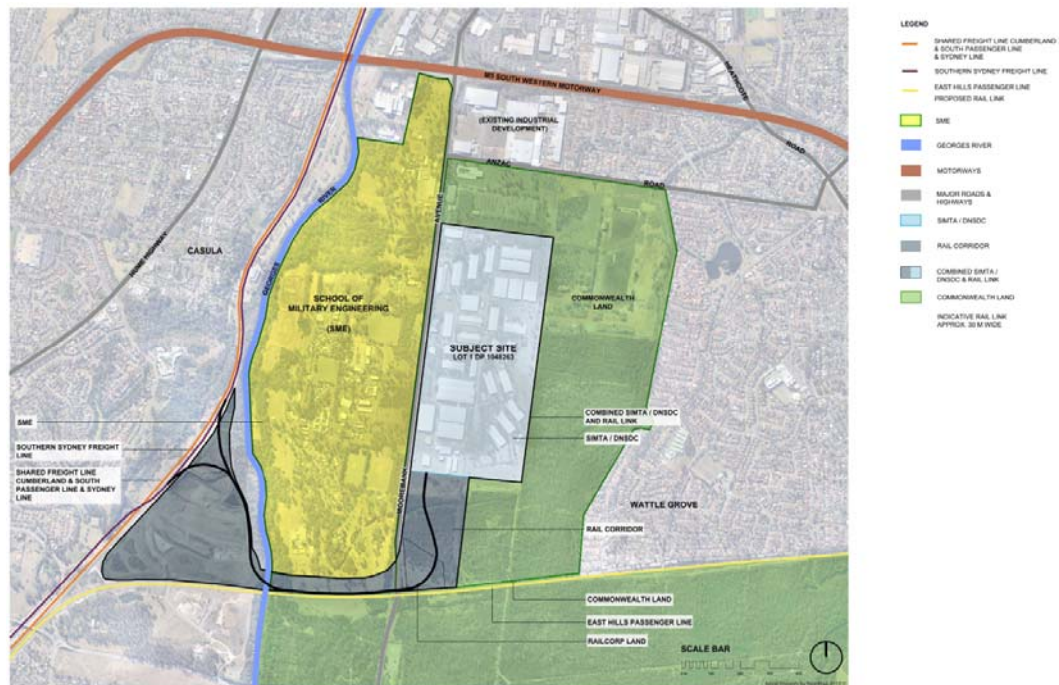 M5 SOUTH WESTERN MOTORWAY
HEATHCOTE
ROAD
(EXISTING INDUSTRIAL
DEVELOPMENT)
ANZAC
ROAD
HUME HIGHWAY
CASULA
GEORGES
RIVER
AVENUE
MOOREBANK
SCHOOL OF
MILITARY ENGINEERING
(SME)
COMMONWEALTH
LAND
SUBJECT SITE
LOT 1 DP 1048263
COMBINED SIMTA / DNSDC
AND RAIL LINK
SIMTA / DNSDC
SME
SOUTHERN SYDNEY FREIGHT
LINE
SHARED FREIGHT LINE
CUMBERLAND & SOUTH
PASSENGER LINE & SYDNEY
LINE
WATTLE GROVE
RAIL CORRIDOR
COMMONWEALTH LAND
EAST HILLS PASSENGER LINE
RAILCORP LAND
SCALE BAR
LEGEND
SHARED FREIGHT LINE CUMBERLAND
& SOUTH PASSENGER LINE
& SYDNEY LINE
SOUTHERN SYDNEY FREIGHT LINE
EAST HILLS PASSENGER LINE
PROPOSED RAIL LINK
SME
GEORGES RIVER
MOTORWAYS
MAJOR ROADS &
HIGHWAYS
SIMTA / DNSDC
RAIL CORRIDOR
COMBINED SIMTA /
DNSDC & RAIL LINK
COMMONWEALTH LAND
INDICATIVE RAIL LINK
APPROX. 30 M WIDE